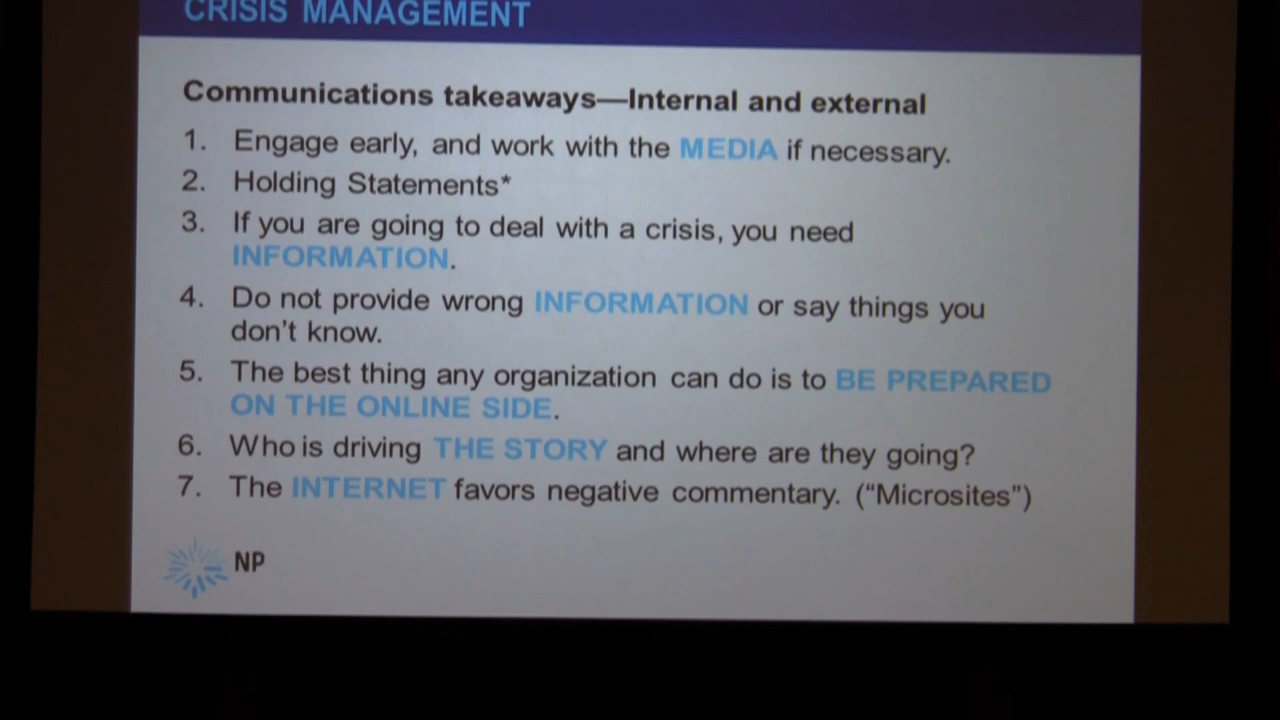 CRISIS MANAGEMENT
Communications takeaways—Internal and external
1. Engage early, and work with the MEDIA if necessary.
2. Holding Statements*
3. If you are going to deal with a crisis, you need
INFORMATION.
4. Do not provide wrong INFORMATION or say things you
don't know.
5. The best thing any organization can do is to BE PREPARED
ON THE ONLINE SIDE.
6. Who is driving THE STORY and where are they going?
7. The INTERNET favors negative commentary. (“Microsites”)
NP